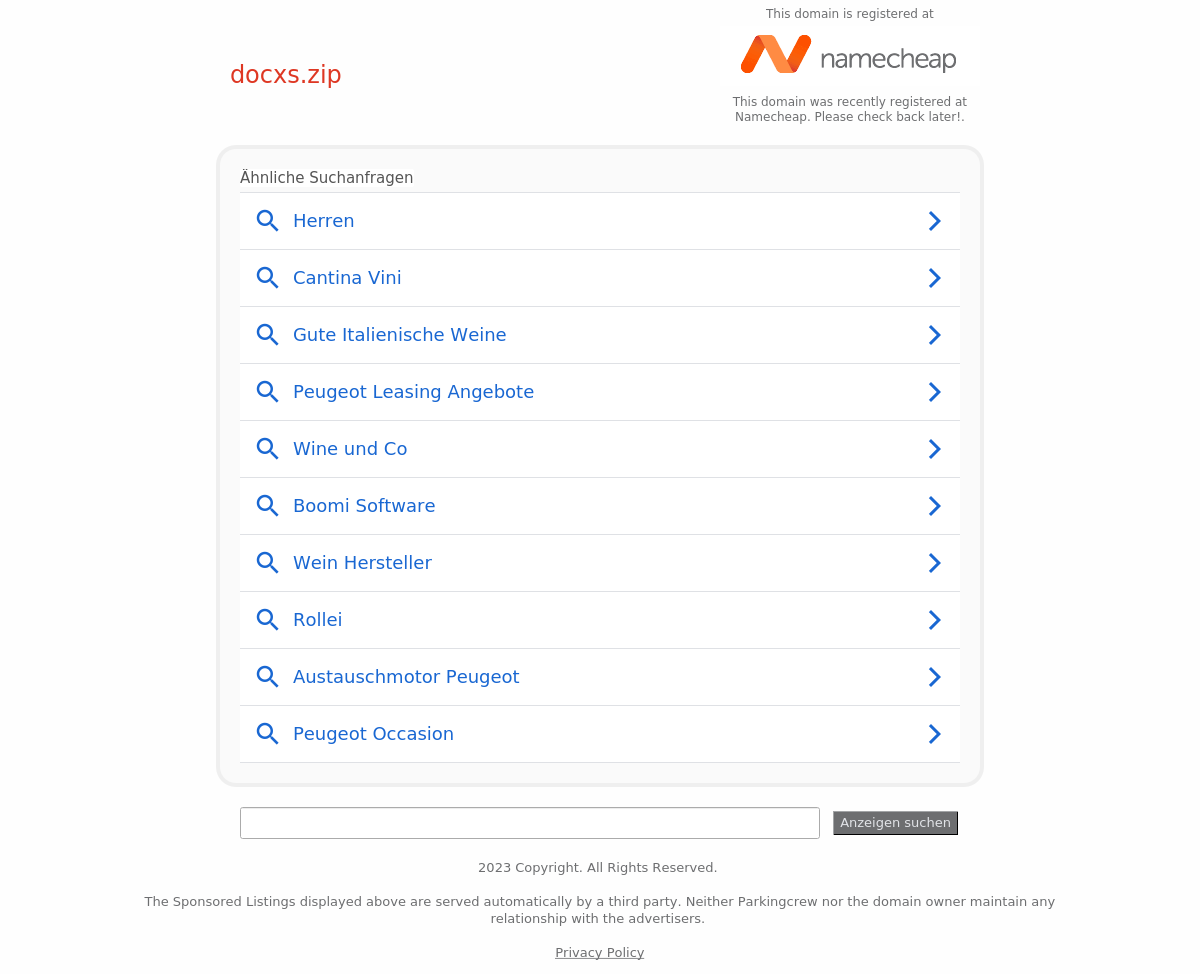 This domain is registered at
namecheap
docxs.zip
This domain was recently registered at
Namecheap. Please check back later!.
Ähnliche Suchanfragen
Herren
Cantina Vini
Gute Italienische Weine
Peugeot Leasing Angebote
Wine und Co
Boomi Software
Wein Hersteller
Rollei
Austauschmotor Peugeot
Peugeot Occasion
Anzeigen suchen
2023 Copyright. All Rights Reserved.
The Sponsored Listings displayed above are served automatically by a third party. Neither Parkingcrew nor the domain owner maintain any
relationship with the advertisers.
Privacy Policy